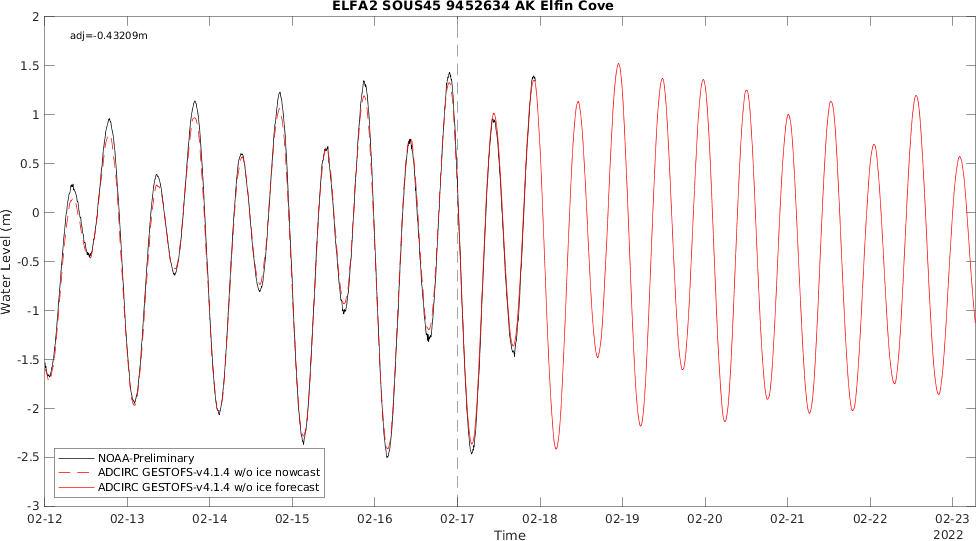 ELFA2 SOUS45 9452634 AK Elfin Cove
adj=-0.43209m
2
1.5
1
0.5
0
-0.5
-1
-1.5
-2
-2.5
-3
Water Level (m)
NOAA-Preliminary
ADCIRC GESTOFS-v4.1.4 w/o ice nowcast
ADCIRC GESTOFS-v4.1.4 w/o ice forecast
02-12 02-13 02-14 02-15 02-16 02-17 02-18 02-19 02-20 02-21 02-22 02-23
Time
2022